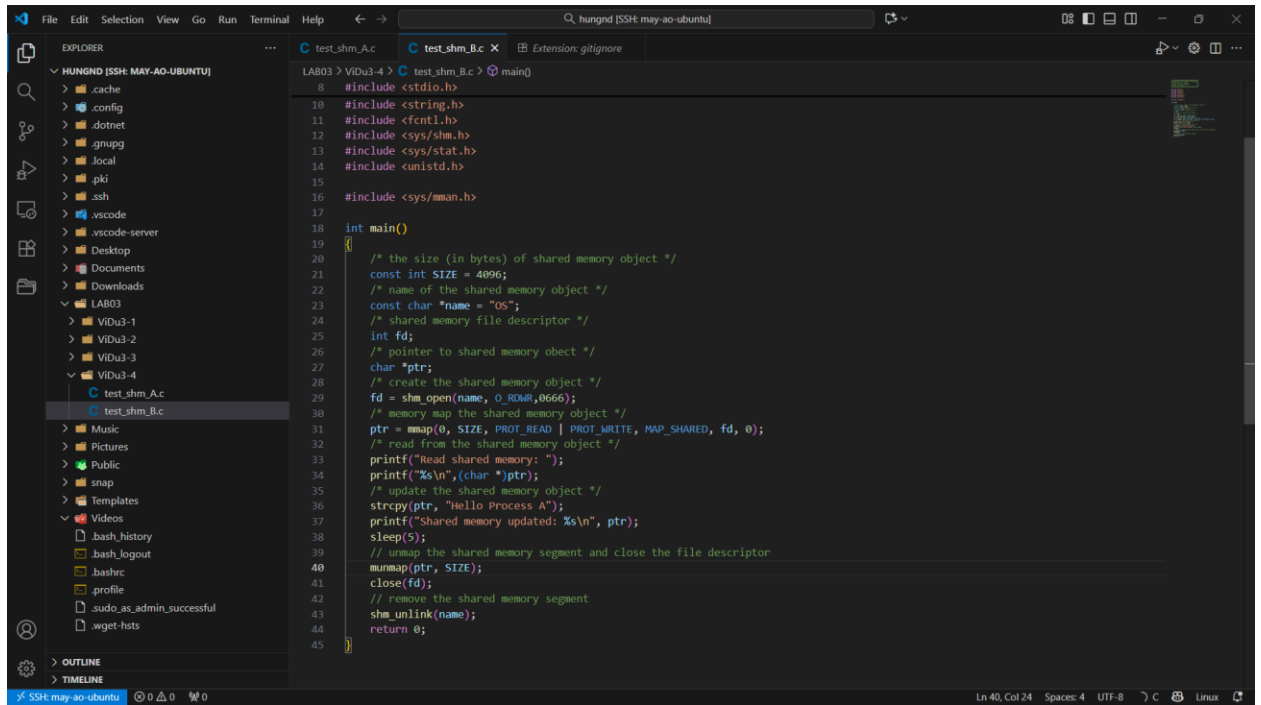 File Edit Selection View Go Run Terminal Help
hungnd [SSH: may-ao-ubuntu]
EXPLORER
HUNGND [SSH: MAY-AO-UBUNTU]
.cache
.config
.dotnet
.gnupg
.local
.pki
.ssh
.vscode
.vscode-server
Desktop
Documents
Downloads
LAB03
ViDu3-1
ViDu3-2
ViDu3-3
ViDu3-4
C test_shm_A.c
C test_shm_B.c
Music
Pictures
Public
snap
Templates
Videos
.bash_history
.bash_logout
.bashrc
.profile
.sudo_as_admin_successful
.wget-hsts
OUTLINE
TIMELINE
C test_shm_A.c C test_shm_B.c Extension: gitignore
LAB03 > ViDu3-4 > C test_shm_B.c > main()
8 #include <stdio.h>
10 #include <string.h>
11 #include <fcntl.h>
12 #include <sys/shm.h>
13 #include <sys/stat.h>
14 #include <unistd.h>
15
16 #include <sys/mman.h>
17
18 int main()
19 {
20 /* the size (in bytes) of shared memory object */
21 const int SIZE = 4096;
22 /* name of the shared memory object */
23 const char *name = "OS";
24 /* shared memory file descriptor */
25 int fd;
26 /* pointer to shared memory obect */
27 char *ptr;
28 /* create the shared memory object */
29 fd = shm_open(name, O_RDWR,0666);
30 /* memory map the shared memory object */
31 ptr = mmap(0, SIZE, PROT_READ | PROT_WRITE, MAP_SHARED, fd, 0);
32 /* read from the shared memory object */
33 printf("Read shared memory: ");
34 printf("%s\n",(char *)ptr);
35 /* update the shared memory object */
36 strcpy(ptr, "Hello Process A");
37 printf("Shared memory updated: %s\n", ptr);
38 sleep(5);
39 // unmap the shared memory segment and close the file descriptor
40 munmap(ptr, SIZE);
41 close(fd);
42 // remove the shared memory segment
43 shm_unlink(name);
44 return 0;
45 }
SSH: may-ao-ubuntu 0 0 0 Ln 40, Col 24 Spaces: 4 UTF-8 C Linux